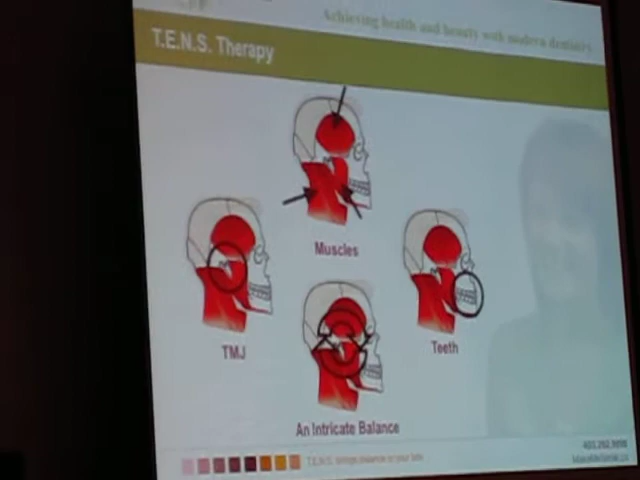 Achieving health and beauty with modern dentistry
T.E.N.S. Therapy
Muscles
TMJ
Teeth
An Intricate Balance